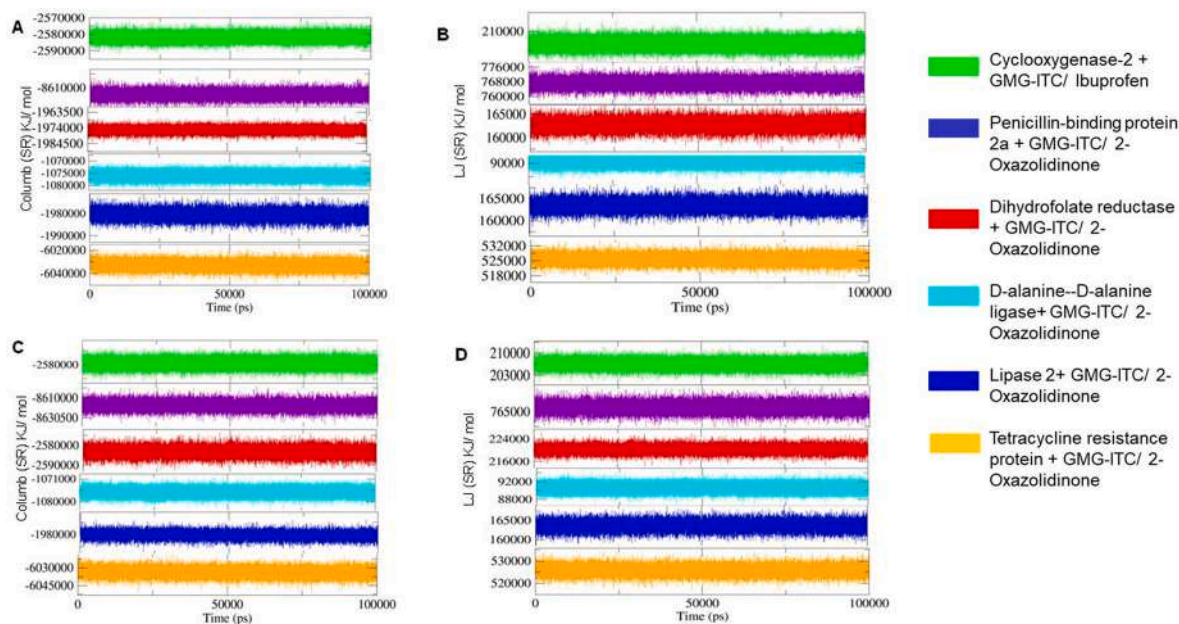 A
-2570000
-2580000
-2590000
-8610000
-1963500
-1974000
-1984500
-1070000
-1075000
-1080000
-1980000
-1990000
-6020000
-6040000
Columb (SR) KJ/ mol
0 50000 100000
Time (ps)
B
210000
776000
768000
760000
165000
160000
90000
165000
160000
532000
525000
518000
LJ (SR) KJ/ mol
0 50000 100000
Time (ps)
C
-2580000
-8610000
-8630500
-2580000
-2590000
-1071000
-1080000
-1980000
-6030000
-6045000
Columb (SR) KJ/ mol
0 50000 100000
Time (ps)
D
210000
203000
765000
224000
216000
92000
88000
165000
160000
530000
520000
LJ (SR) KJ/ mol
0 50000 100000
Time (ps)
Cyclooxygenase-2 +
GMG-ITC/ Ibuprofen
Penicillin-binding protein
2a + GMG-ITC/ 2-
Oxazolidinone
Dihydrofolate reductase
+ GMG-ITC/ 2-
Oxazolidinone
D-alanine--D-alanine
ligase+ GMG-ITC/ 2-
Oxazolidinone
Lipase 2+ GMG-ITC/ 2-
Oxazolidinone
Tetracycline resistance
protein + GMG-ITC/ 2-
Oxazolidinone